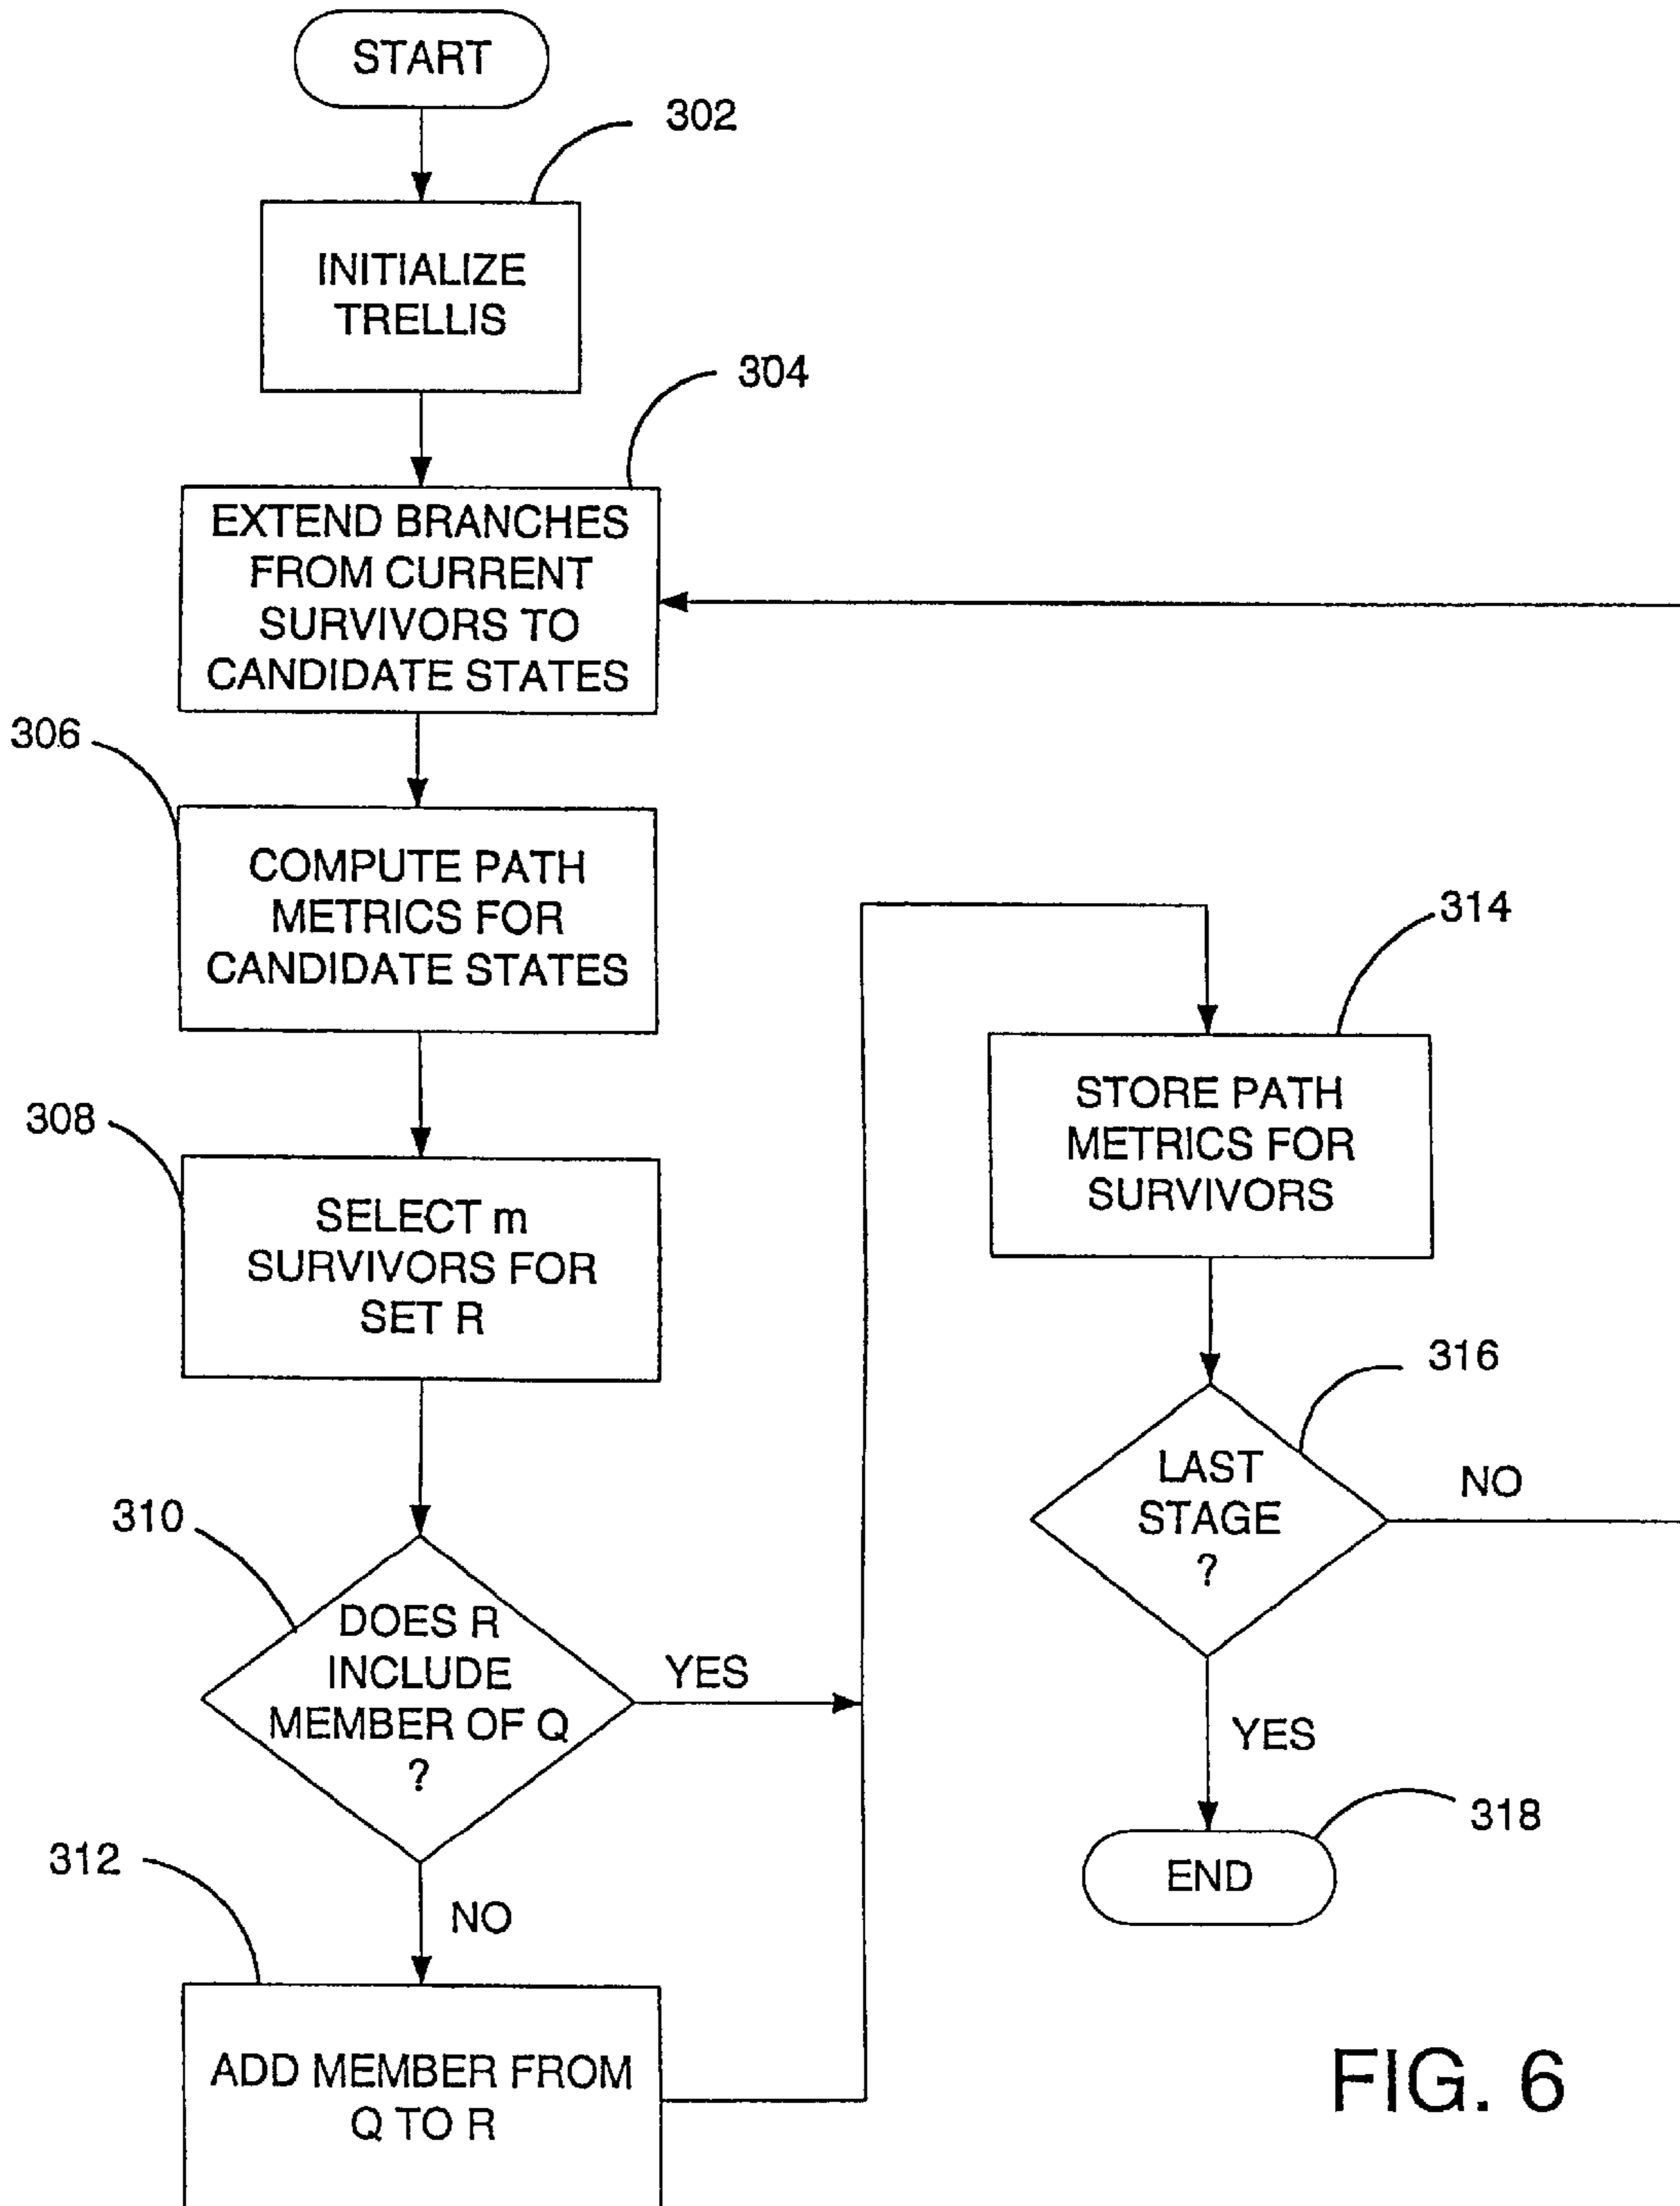 START
302
INITIALIZE
TRELLIS
304
EXTEND BRANCHES
FROM CURRENT
SURVIVORS TO
CANDIDATE STATES
306
COMPUTE PATH
METRICS FOR
CANDIDATE STATES
308
SELECT m
SURVIVORS FOR
SET R
310
DOES R
INCLUDE
MEMBER OF Q
?
YES
NO
312
ADD MEMBER FROM
Q TO R
314
STORE PATH
METRICS FOR
SURVIVORS
316
LAST
STAGE
?
NO
YES
318
END
FIG. 6